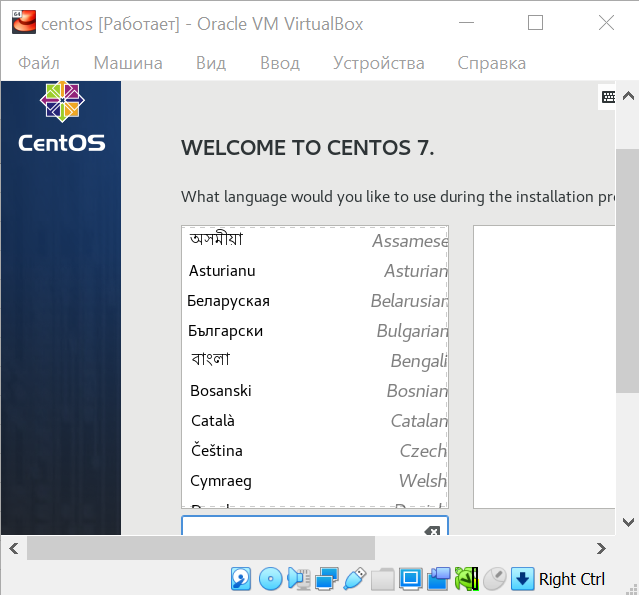 centos [Работает] - Oracle VM VirtualBox
Файл Машина Вид Ввод Устройства Справка
CentOS
WELCOME TO CENTOS 7.
What language would you like to use during the installation
অসমীয়া Assamese
Asturianu Asturian
Беларуская Belarusian
Български Bulgarian
বাংলা Bengali
Bosanski Bosnian
Català Catalan
Čeština Czech
Cymraeg Welsh
Right Ctrl